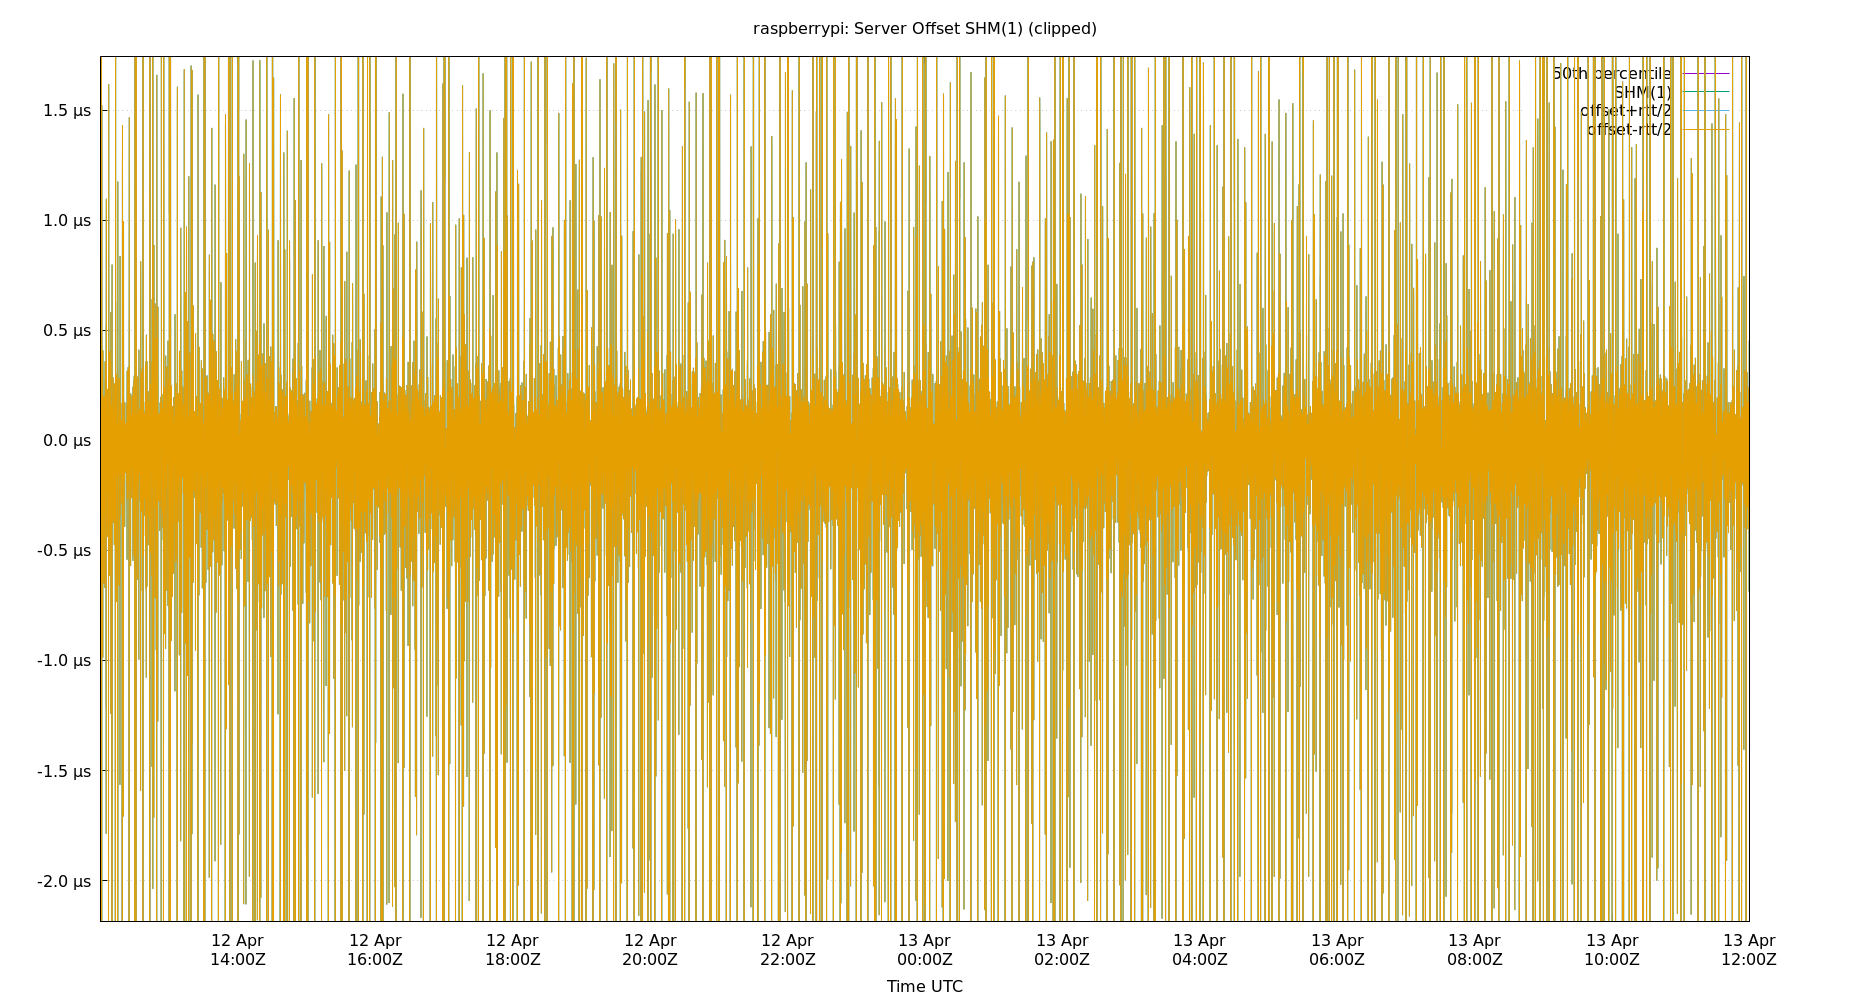 raspberrypi: Server Offset SHM(1) (clipped)
50th percentile
SHM(1)
offset+rtt/2
offset-rtt/2
1.5 µs
1.0 µs
0.5 µs
0.0 µs
-0.5 µs
-1.0 µs
-1.5 µs
-2.0 µs
12 Apr 12 Apr 12 Apr 12 Apr 12 Apr 13 Apr 13 Apr 13 Apr 13 Apr 13 Apr 13 Apr 13 Apr
14:00Z 16:00Z 18:00Z 20:00Z 22:00Z 00:00Z 02:00Z 04:00Z 06:00Z 08:00Z 10:00Z 12:00Z
Time UTC